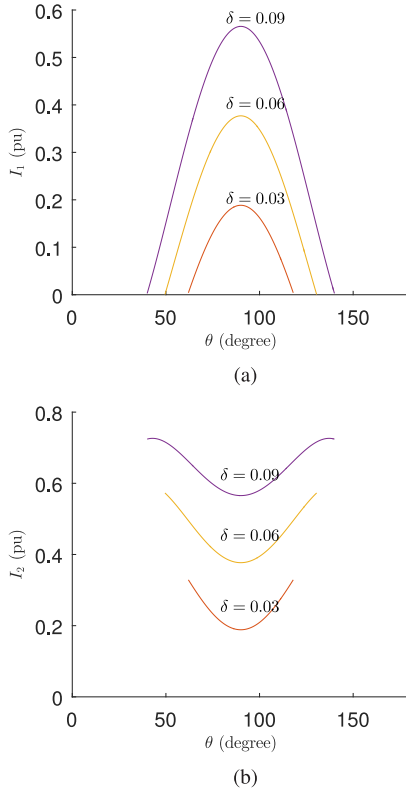 0.6
0.5
0.4
0.3
0.2
0.1
0
I₁ (pu)
δ = 0.09
δ = 0.06
δ = 0.03
0 50 100 150
θ (degree)
(a)
0.8
0.6
0.4
0.2
0
I₂ (pu)
δ = 0.09
δ = 0.06
δ = 0.03
0 50 100 150
θ (degree)
(b)